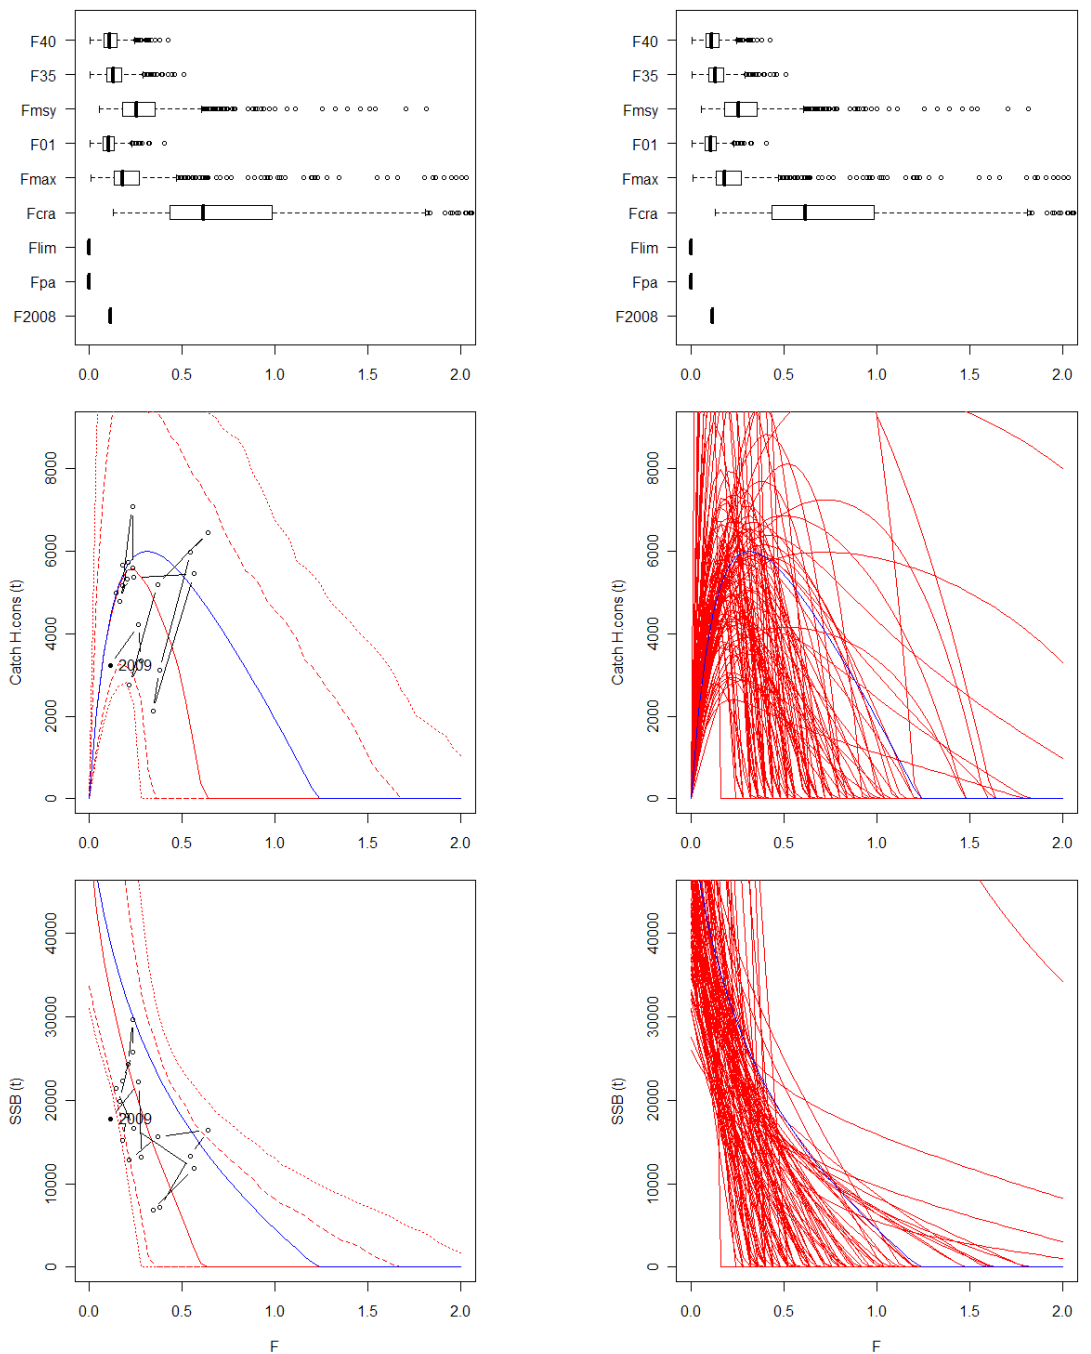 F40
F35
Fmsy
F01
Fmax
Fcra
Flim
Fpa
F2008
0.0 0.5 1.0 1.5 2.0
F40
F35
Fmsy
F01
Fmax
Fcra
Flim
Fpa
F2008
0.0 0.5 1.0 1.5 2.0
Catch H.cons (t)
0 2000 4000 6000 8000
2009
0.0 0.5 1.0 1.5 2.0
Catch H.cons (t)
0 2000 4000 6000 8000
0.0 0.5 1.0 1.5 2.0
SSB (t)
0 10000 20000 30000 40000
2009
0.0 0.5 1.0 1.5 2.0
F
SSB (t)
0 10000 20000 30000 40000
0.0 0.5 1.0 1.5 2.0
F